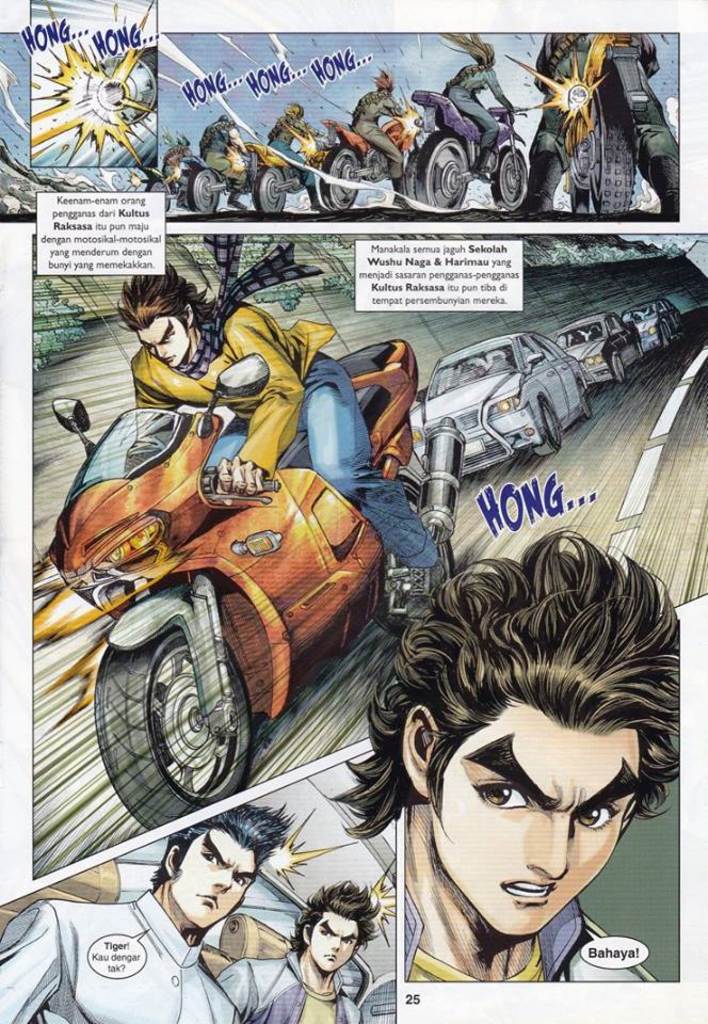 HONG... HONG...
HONG... HONG... HONG...
Keenam-enam orang
pengganas dari Kultus
Raksasa itu pun maju
dengan motosikal-motosikal
yang menderum dengan
bunyi yang memekakkan.
Manakala semua jaguh Sekolah
Wushu Naga & Harimau yang
menjadi sasaran pengganas-pengganas
Kultus Raksasa itu pun tiba di
tempat persembunyian mereka.
HONG...
Tiger!
Kau dengar
tak?
Bahaya!
25